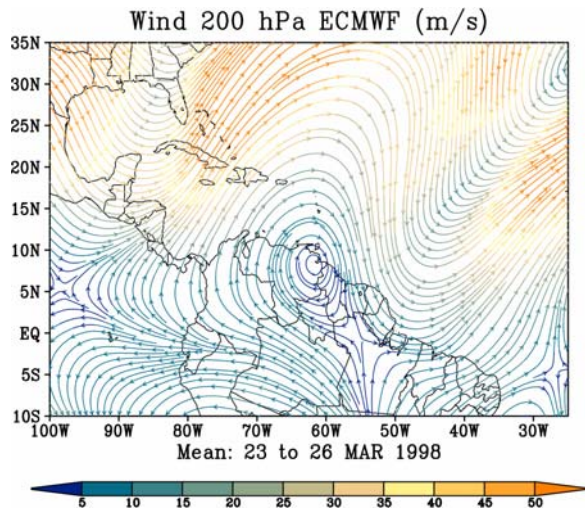 Wind 200 hPa ECMWF (m/s)
35N
30N
25N
20N
15N
10N
5N
EQ
5S
10S
100W 90W 80W 70W 60W 50W 40W 30W
Mean: 23 to 26 MAR 1998
5 10 15 20 25 30 35 40 45 50